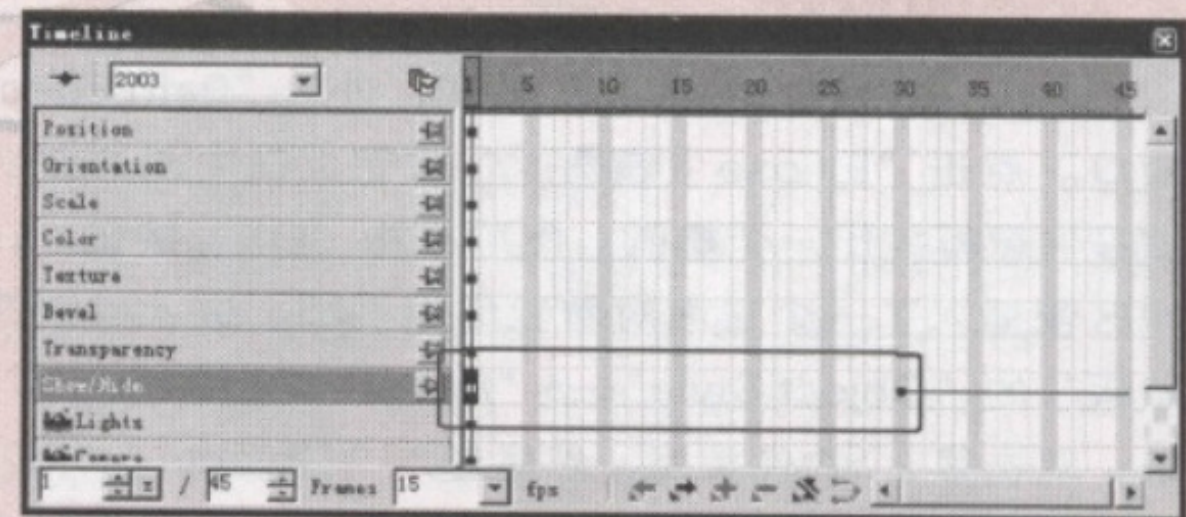 Timeline
2003
1 5 10 15 20 25 30 35 40 45
Position
Orientation
Scale
Color
Texture
Bevel
Transparency
Show/Hide
Lights
Camera
1 / 45 Frames 15 fps